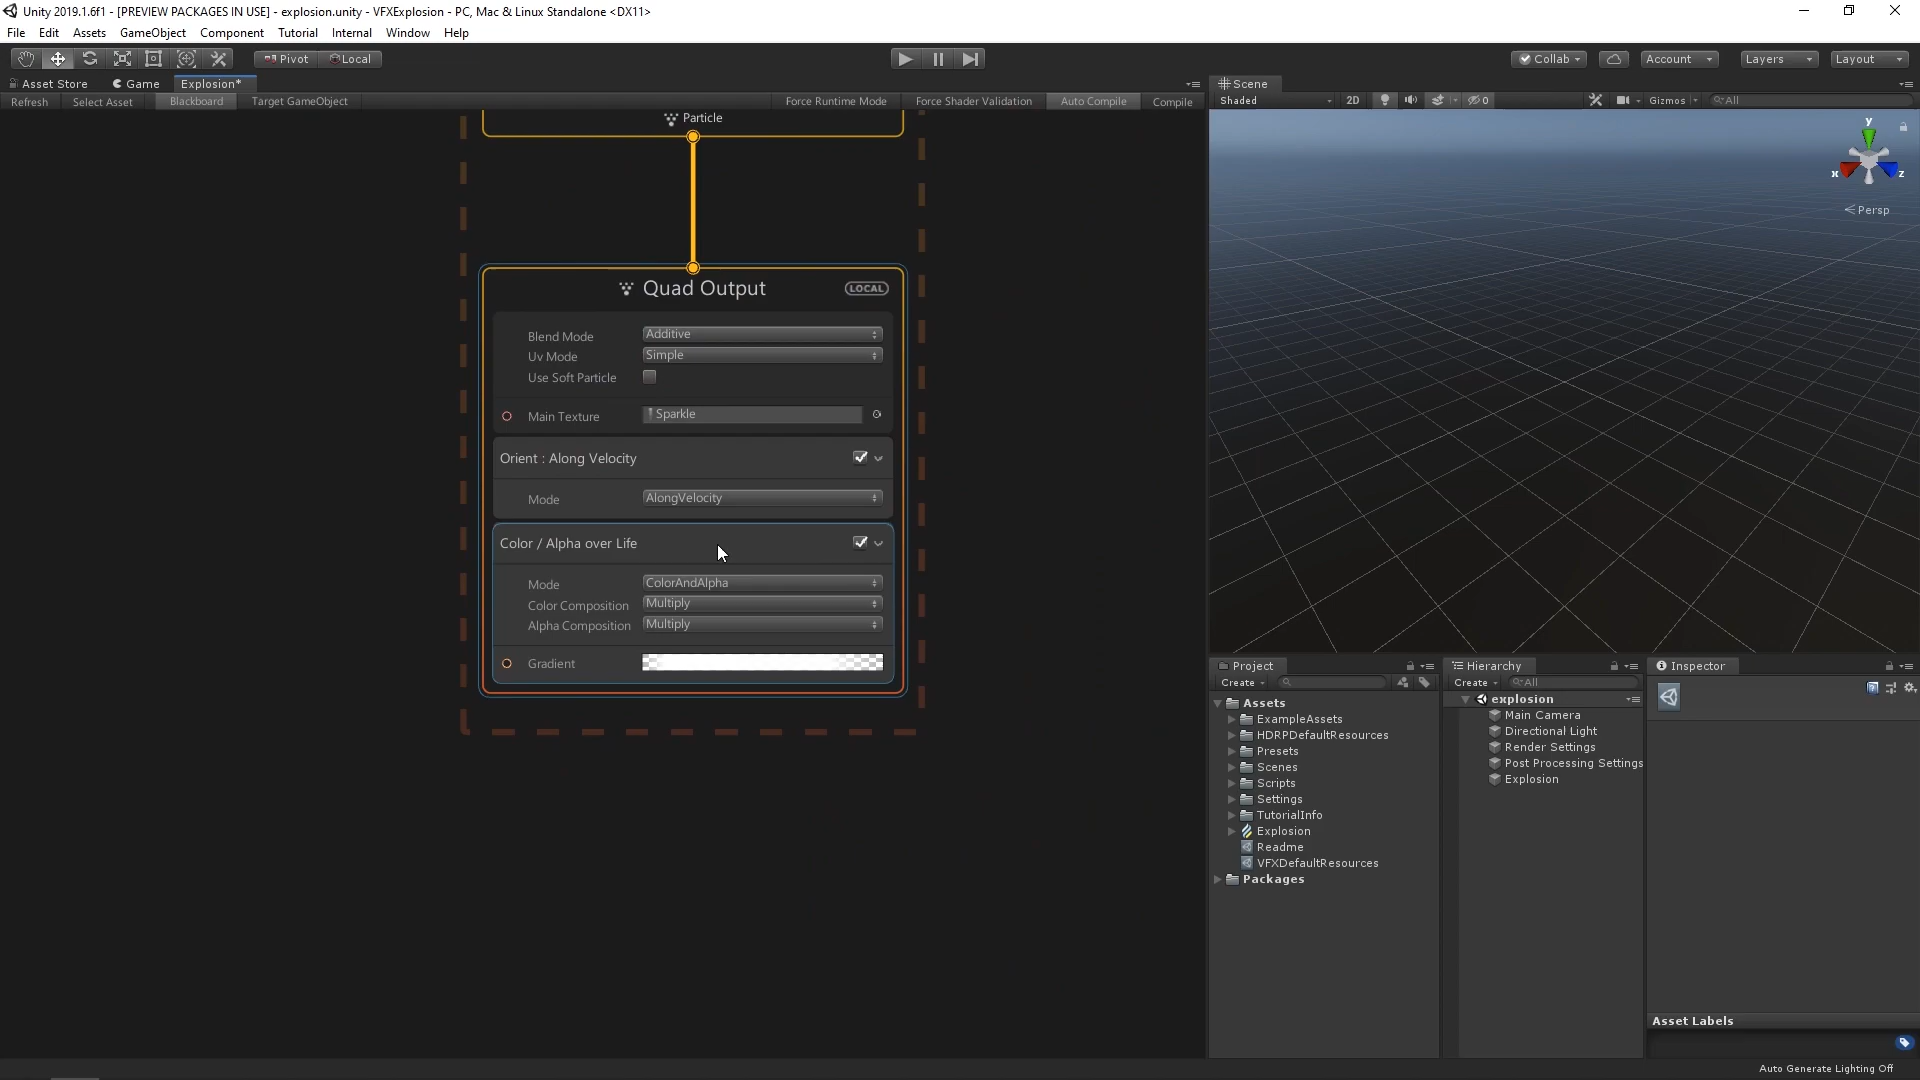 Unity 2019.1.6f1 - [PREVIEW PACKAGES IN USE] - explosion.unity - VFXExplosion - PC, Mac & Linux Standalone <DX11>
File Edit Assets GameObject Component Tutorial Internal Window Help
Pivot Local Collab Account Layers Layout
Asset Store Game Explosion* Scene
Refresh Select Asset Blackboard Target GameObject Force Runtime Mode Force Shader Validation Auto Compile Compile Shaded 2D 0 Gizmos All
Particle
y
x z
Persp
Quad Output LOCAL
Blend Mode Additive
Uv Mode Simple
Use Soft Particle
Main Texture Sparkle
Orient : Along Velocity
Mode AlongVelocity
Color / Alpha over Life
Mode ColorAndAlpha
Color Composition Multiply
Alpha Composition Multiply
Gradient
Project
Create
Assets
ExampleAssets
HDRPDefaultResources
Presets
Scenes
Scripts
Settings
TutorialInfo
Explosion
Readme
VFXDefaultResources
Packages
Hierarchy
Create All
explosion
Main Camera
Directional Light
Render Settings
Post Processing Settings
Explosion
Inspector
Asset Labels
Auto Generate Lighting Off